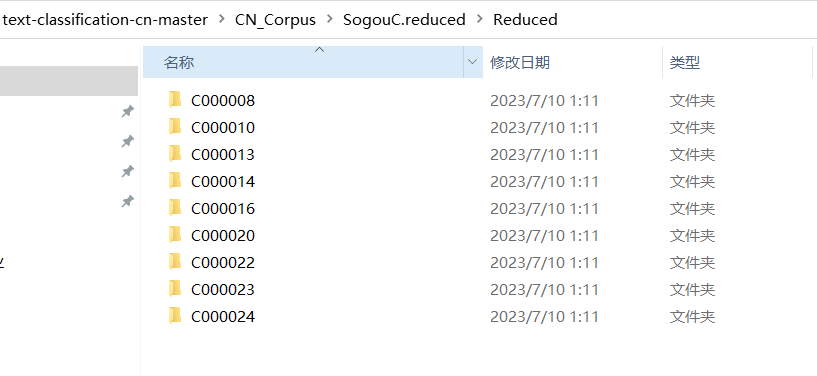 text-classification-cn-master > CN_Corpus > SogouC.reduced > Reduced
名称 修改日期 类型
C000008 2023/7/10 1:11 文件夹
C000010 2023/7/10 1:11 文件夹
C000013 2023/7/10 1:11 文件夹
C000014 2023/7/10 1:11 文件夹
C000016 2023/7/10 1:11 文件夹
C000020 2023/7/10 1:11 文件夹
C000022 2023/7/10 1:11 文件夹
C000023 2023/7/10 1:11 文件夹
C000024 2023/7/10 1:11 文件夹